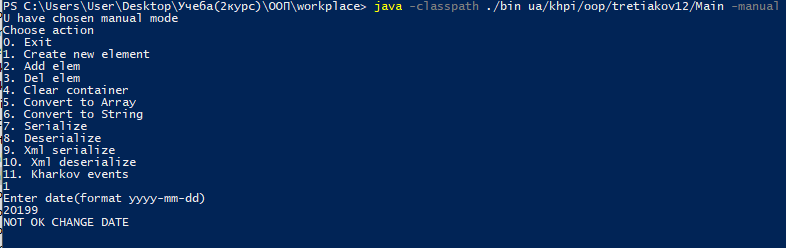 PS C:\Users\User\Desktop\Учеба(2курс)\ООП\workplace> java -classpath ./bin ua/khpi/oop/tretiakov12/Main -manual
U have chosen manual mode
Choose action
0. Exit
1. Create new element
2. Add elem
3. Del elem
4. Clear container
5. Convert to Array
6. Convert to String
7. Serialize
8. Deserialize
9. Xml serialize
10. Xml deserialize
11. Kharkov events
1
Enter date(format yyyy-mm-dd)
20199
NOT OK CHANGE DATE